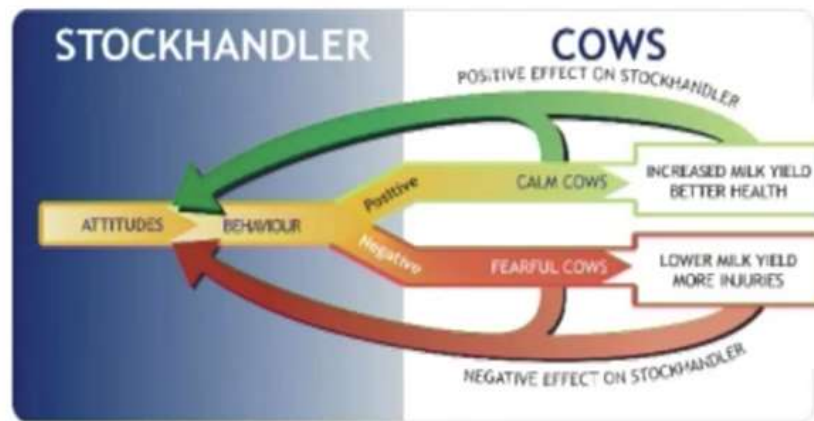 STOCKHANDLER
COWS
POSITIVE EFFECT ON STOCKHANDLER
ATTITUDES
BEHAVIOUR
Positive
CALM COWS
INCREASED MILK YIELD
BETTER HEALTH
Negative
FEARFUL COWS
LOWER MILK YIELD
MORE INJURIES
NEGATIVE EFFECT ON STOCKHANDLER